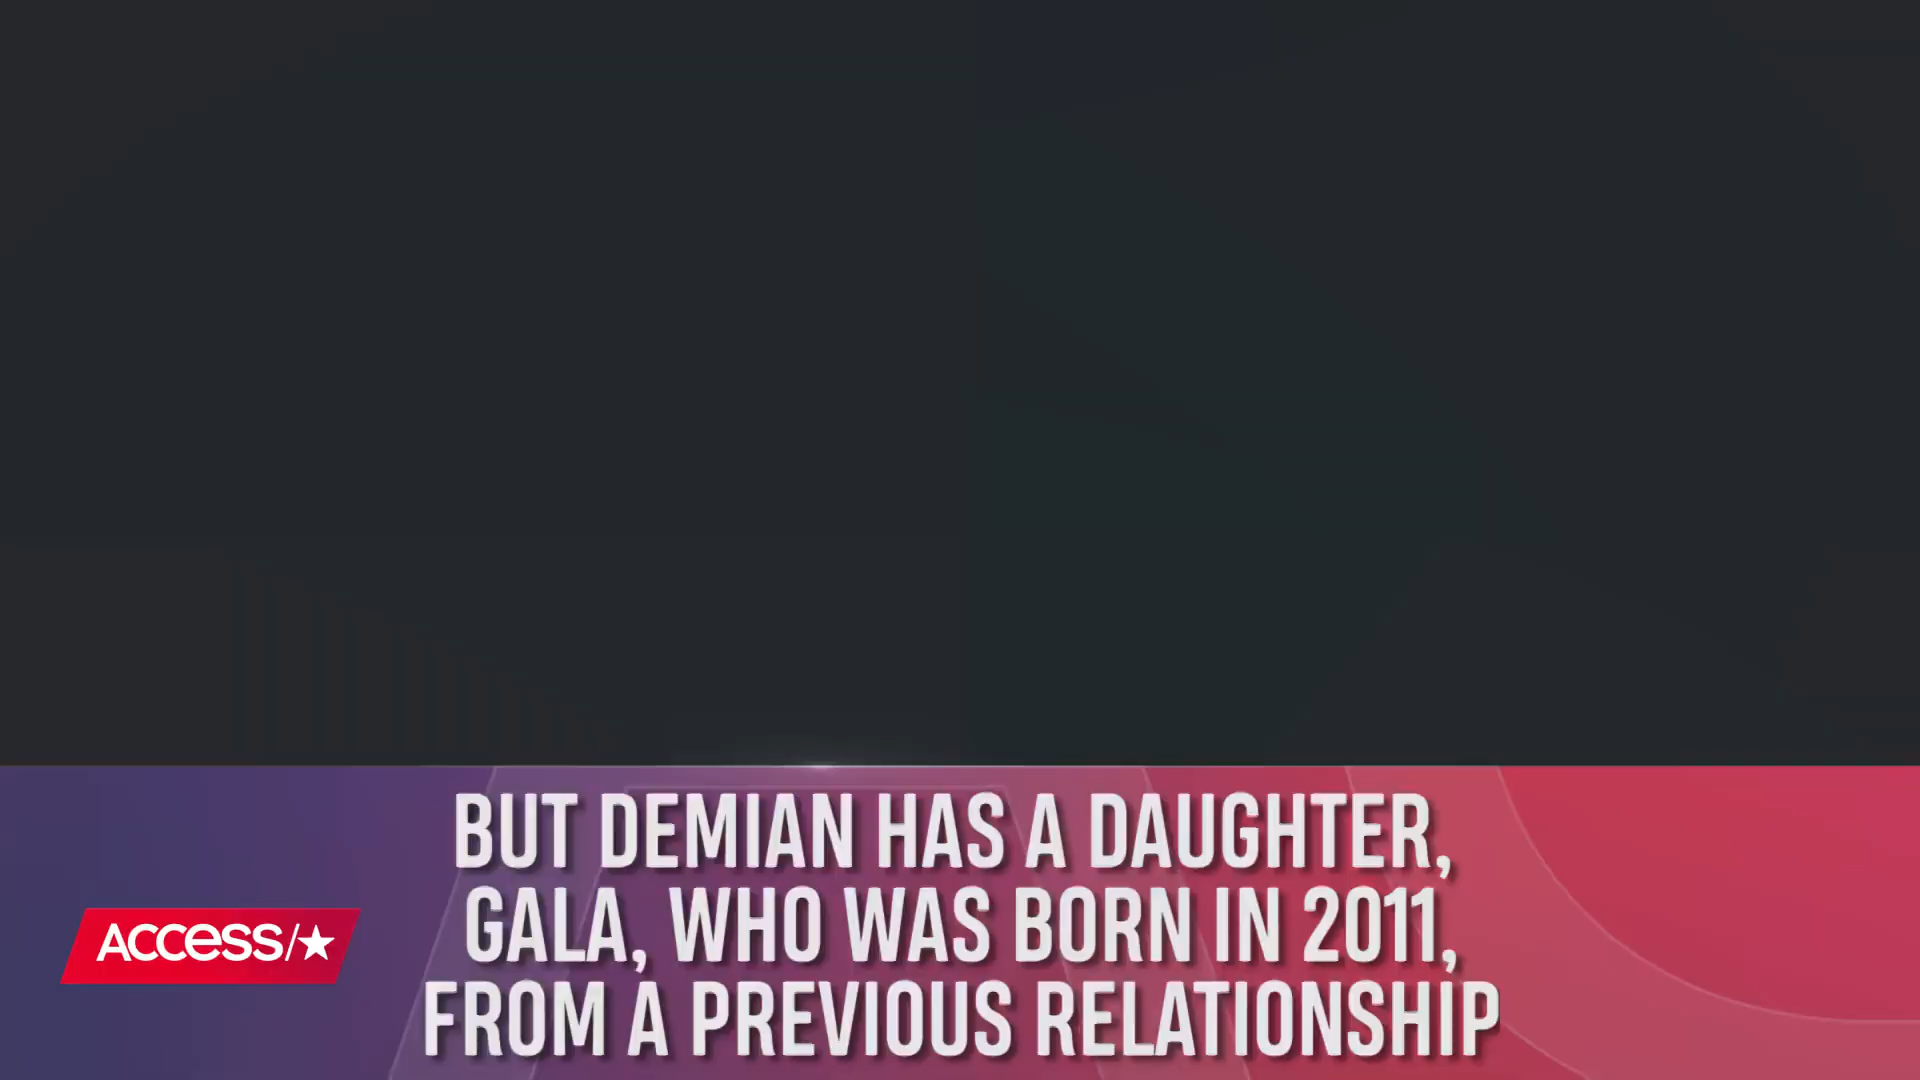 BUT DEMIAN HAS A DAUGHTER,
GALA, WHO WAS BORN IN 2011,
FROM A PREVIOUS RELATIONSHIP
ACCESS/★